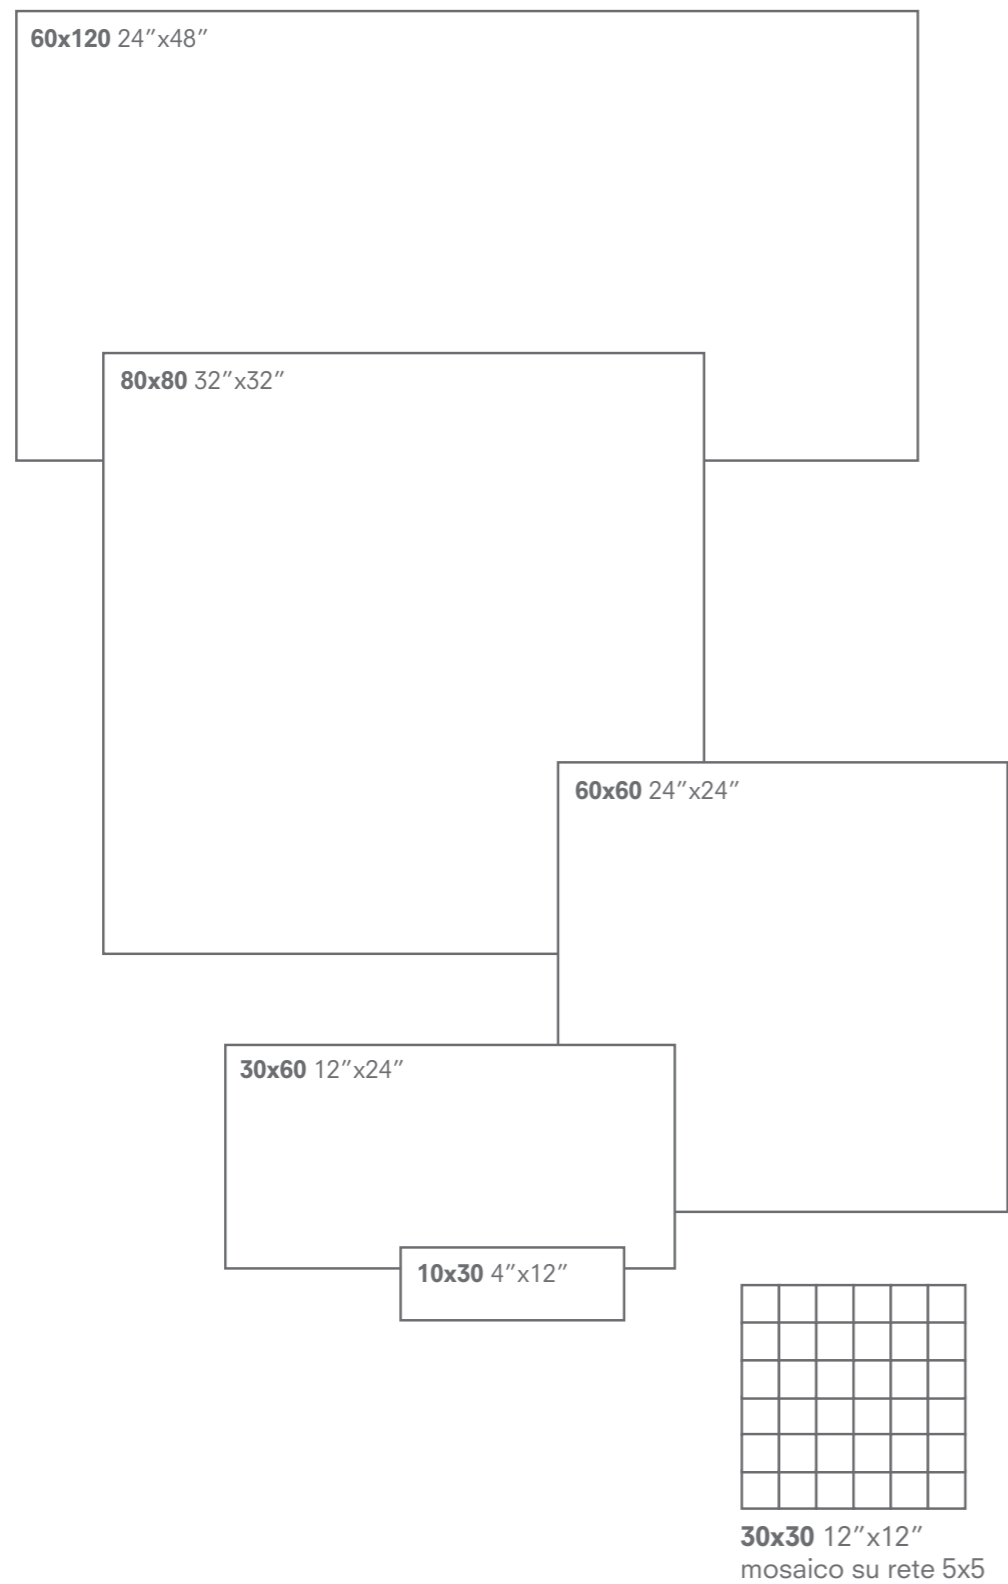 60x120 24″x48″
80x80 32″x32″
60x60 24″x24″
30x60 12″x24″
10x30 4″x12″
30x30 12″x12″
mosaico su rete 5x5